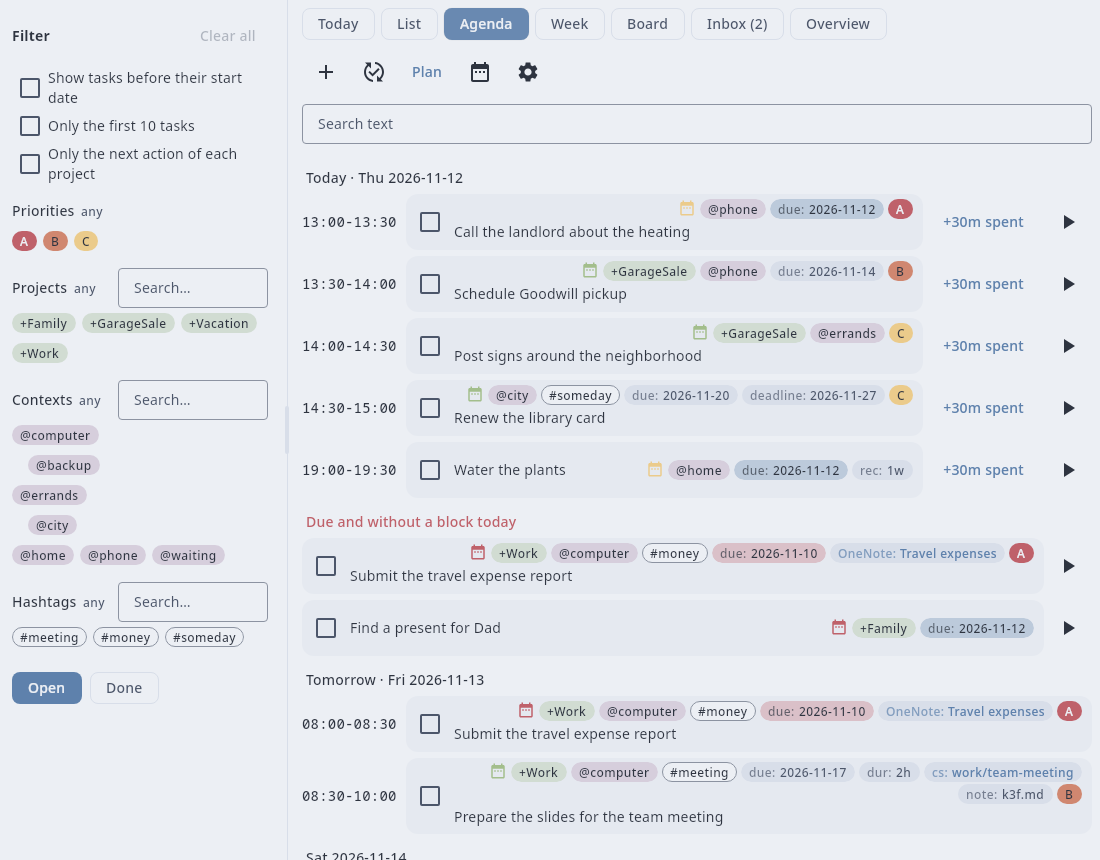 Filter
Clear all
Show tasks before their start
date
Only the first 10 tasks
Only the next action of each
project
Priorities any
A B C
Projects any Search…
+Family +GarageSale +Vacation
+Work
Contexts any Search…
@computer
@backup
@errands
@city
@home @phone @waiting
Hashtags any Search…
#meeting #money #someday
Open Done
Today List Agenda Week Board Inbox (2) Overview
Plan
Search text
Today · Thu 2026-11-12
@phone due: 2026-11-12 A
13:00-13:30 Call the landlord about the heating +30m spent
+GarageSale @phone due: 2026-11-14 B
13:30-14:00 Schedule Goodwill pickup +30m spent
+GarageSale @errands C
14:00-14:30 Post signs around the neighborhood +30m spent
@city #someday due: 2026-11-20 deadline: 2026-11-27 C
14:30-15:00 Renew the library card +30m spent
19:00-19:30 Water the plants @home due: 2026-11-12 rec: 1w +30m spent
Due and without a block today
+Work @computer #money due: 2026-11-10 OneNote: Travel expenses A
Submit the travel expense report
Find a present for Dad +Family due: 2026-11-12
Tomorrow · Fri 2026-11-13
+Work @computer #money due: 2026-11-10 OneNote: Travel expenses A
08:00-08:30 Submit the travel expense report
+Work @computer #meeting due: 2026-11-17 dur: 2h cs: work/team-meeting
note: k3f.md B
08:30-10:00 Prepare the slides for the team meeting
Sat 2026-11-14